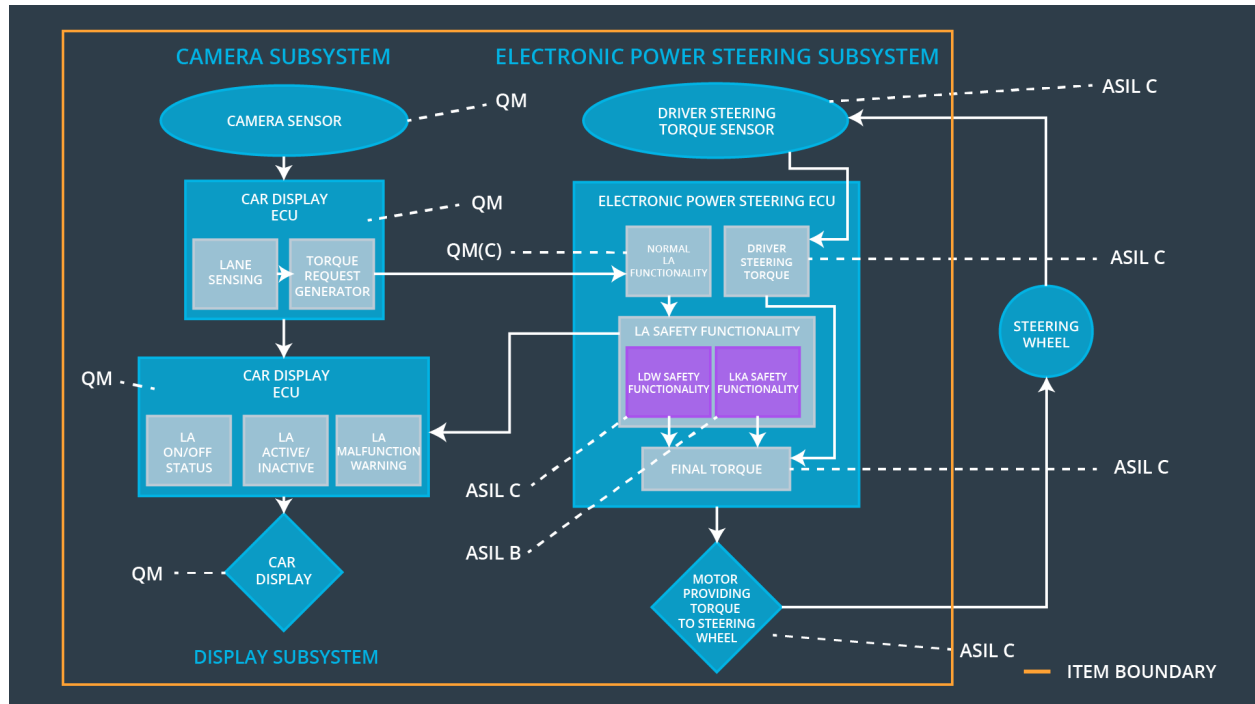 CAMERA SUBSYSTEM
ELECTRONIC POWER STEERING SUBSYSTEM
CAMERA SENSOR
QM
DRIVER STEERING
TORQUE SENSOR
ASIL C
CAR DISPLAY
ECU
QM
LANE
SENSING
TORQUE
REQUEST
GENERATOR
ELECTRONIC POWER STEERING ECU
QM(C)
NORMAL
LA
FUNCTIONALITY
DRIVER
STEERING
TORQUE
ASIL C
STEERING
WHEEL
LA SAFETY FUNCTIONALITY
LDW SAFETY
FUNCTIONALITY
LKA SAFETY
FUNCTIONALITY
QM
CAR DISPLAY
ECU
LA
ON/OFF
STATUS
LA
ACTIVE/
INACTIVE
LA
MALFUNCTION
WARNING
FINAL TORQUE
ASIL C
ASIL C
ASIL B
QM
CAR
DISPLAY
MOTOR
PROVIDING
TORQUE
TO STEERING
WHEEL
ASIL C
DISPLAY SUBSYSTEM
ITEM BOUNDARY